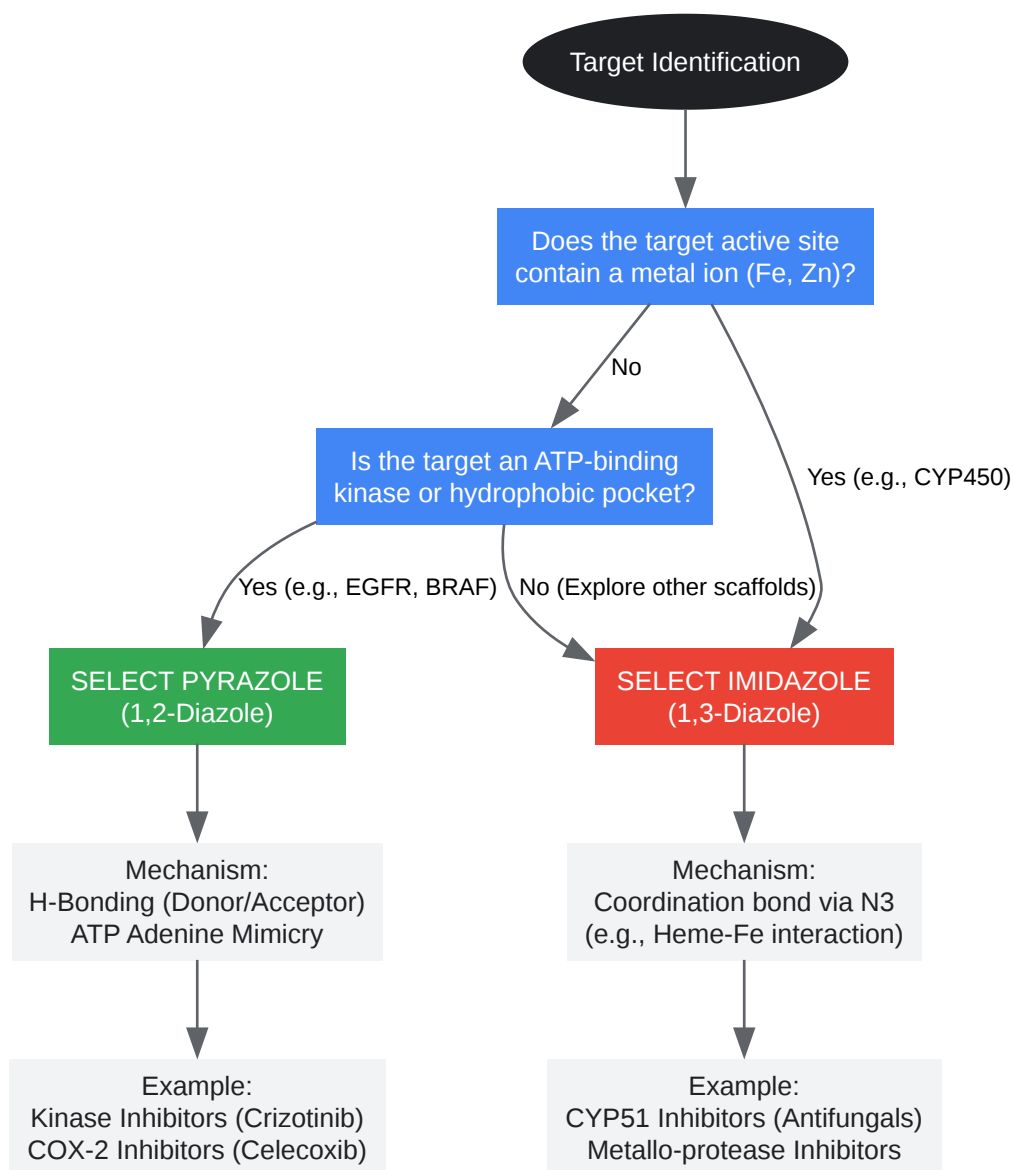 Target Identification
Does the target active site
contain a metal ion (Fe, Zn)?
No
Yes (e.g., CYP450)
Is the target an ATP-binding
kinase or hydrophobic pocket?
Yes (e.g., EGFR, BRAF)
No (Explore other scaffolds)
SELECT PYRAZOLE
(1,2-Diazole)
SELECT IMIDAZOLE
(1,3-Diazole)
Mechanism:
H-Bonding (Donor/Acceptor)
ATP Adenine Mimicry
Mechanism:
Coordination bond via N3
(e.g., Heme-Fe interaction)
Example:
Kinase Inhibitors (Crizotinib)
COX-2 Inhibitors (Celecoxib)
Example:
CYP51 Inhibitors (Antifungals)
Metallo-protease Inhibitors